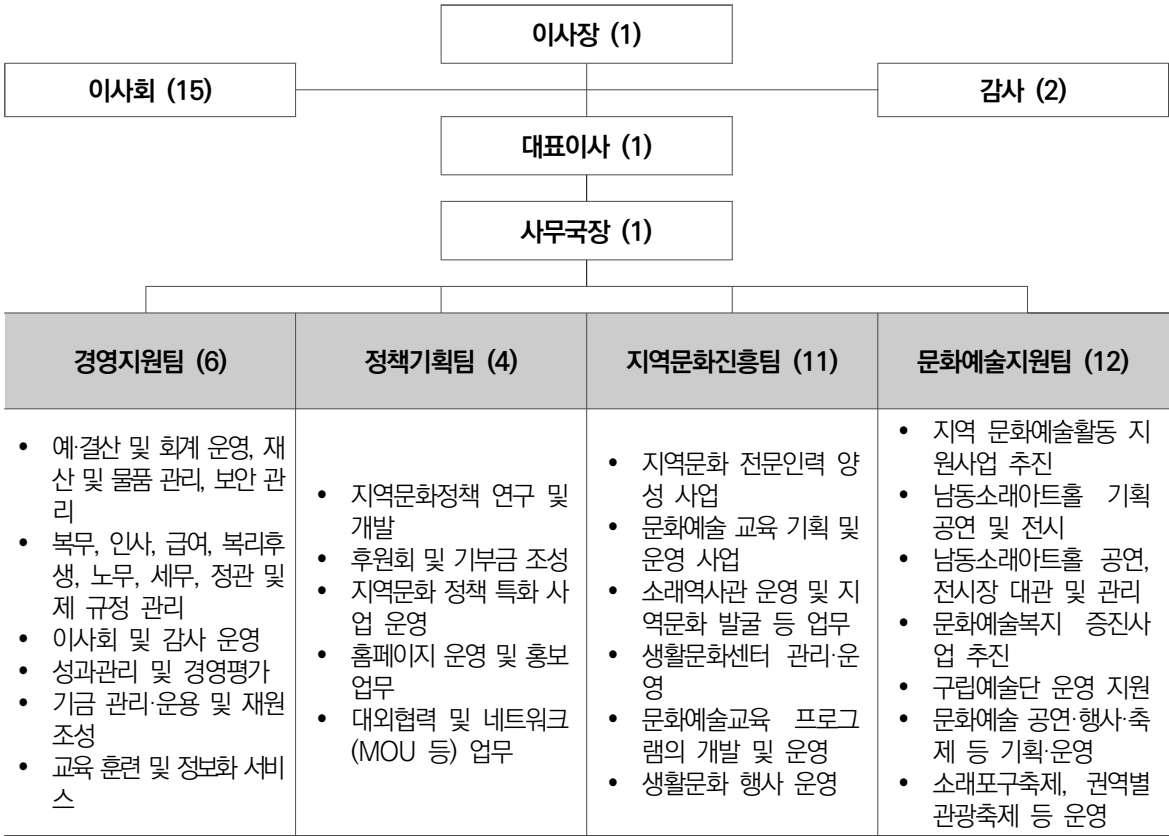 이사장 (1)
이사회 (15)
감사 (2)
대표이사 (1)
사무국장 (1)
경영지원팀 (6)
정책기획팀 (4)
지역문화진흥팀 (11)
문화예술지원팀 (12)
• 예·결산 및 회계 운영, 재
산 및 물품 관리, 보안 관
리
• 복무, 인사, 급여, 복리후
생, 노무, 세무, 정관 및
제 규정 관리
• 이사회 및 감사 운영
• 성과관리 및 경영평가
• 기금 관리·운용 및 재원
조성
• 교육 훈련 및 정보화 서비
스
• 지역문화정책 연구 및
개발
• 후원회 및 기부금 조성
• 지역문화 정책 특화 사
업 운영
• 홈페이지 운영 및 홍보
업무
• 대외협력 및 네트워크
(MOU 등) 업무
• 지역문화 전문인력 양
성 사업
• 문화예술 교육 기획 및
운영 사업
• 소래역사관 운영 및 지
역문화 발굴 등 업무
• 생활문화센터 관리·운
영
• 문화예술교육 프로그
램의 개발 및 운영
• 생활문화 행사 운영
• 지역 문화예술활동 지
원사업 추진
• 남동소래아트홀 기획
공연 및 전시
• 남동소래아트홀 공연,
전시장 대관 및 관리
• 문화예술복지 증진사
업 추진
• 구립예술단 운영 지원
• 문화예술 공연·행사·축
제 등 기획·운영
• 소래포구축제, 권역별
관광축제 등 운영